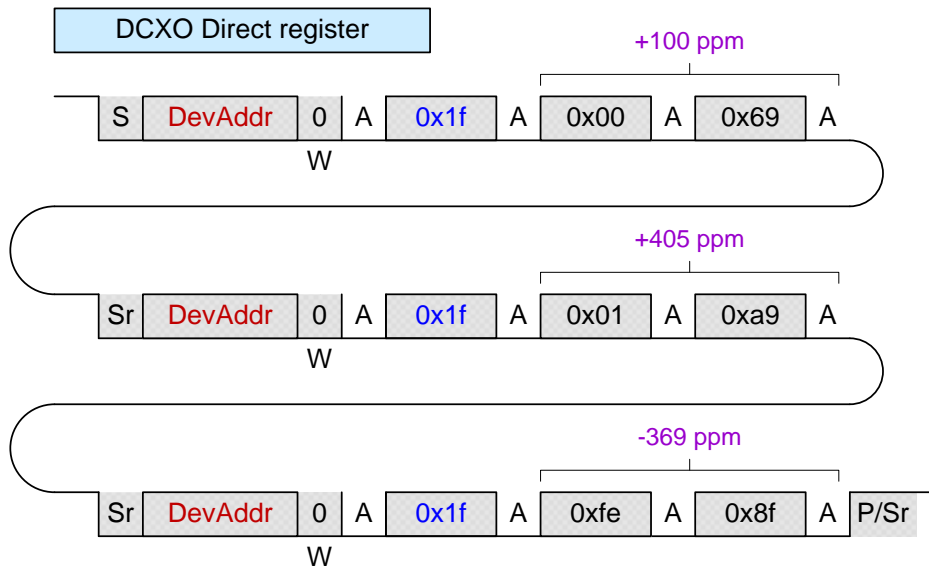 DCXO Direct register
+100 ppm
S DevAddr 0 A 0x1f A 0x00 A 0x69 A
W
+405 ppm
Sr DevAddr 0 A 0x1f A 0x01 A 0xa9 A
W
-369 ppm
Sr DevAddr 0 A 0x1f A 0xfe A 0x8f A P/Sr
W